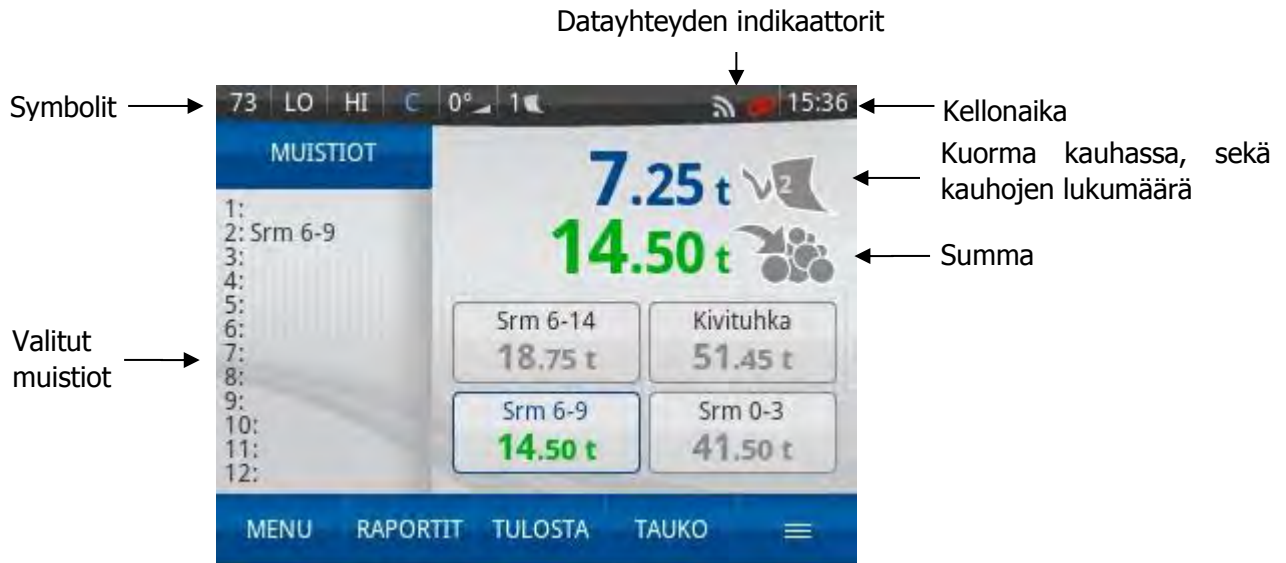 Datayhteyden indikaattorit
Symbolit
73 LO HI C 0° 1 15:36
Kellonaika
MUISTIOT
7.25 t 2
Kuorma kauhassa, sekä
kauhojen lukumäärä
14.50 t
Summa
1:
2: Srm 6-9
3:
4:
5:
6:
7:
8:
9:
10:
11:
12:
Valitut
muistiot
Srm 6-14
18.75 t
Kivituhka
51.45 t
Srm 6-9
14.50 t
Srm 0-3
41.50 t
MENU RAPORTIT TULOSTA TAUKO